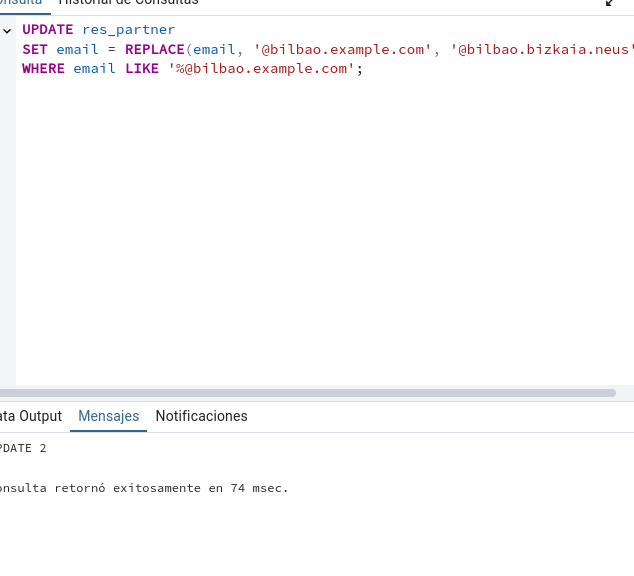 Historial de Consultas
UPDATE res_partner
SET email = REPLACE(email, '@bilbao.example.com', '@bilbao.bizkaia.neus'
WHERE email LIKE '%@bilbao.example.com';
ata Output Mensajes Notificaciones
PDATE 2
onsulta retornó exitosamente en 74 msec.